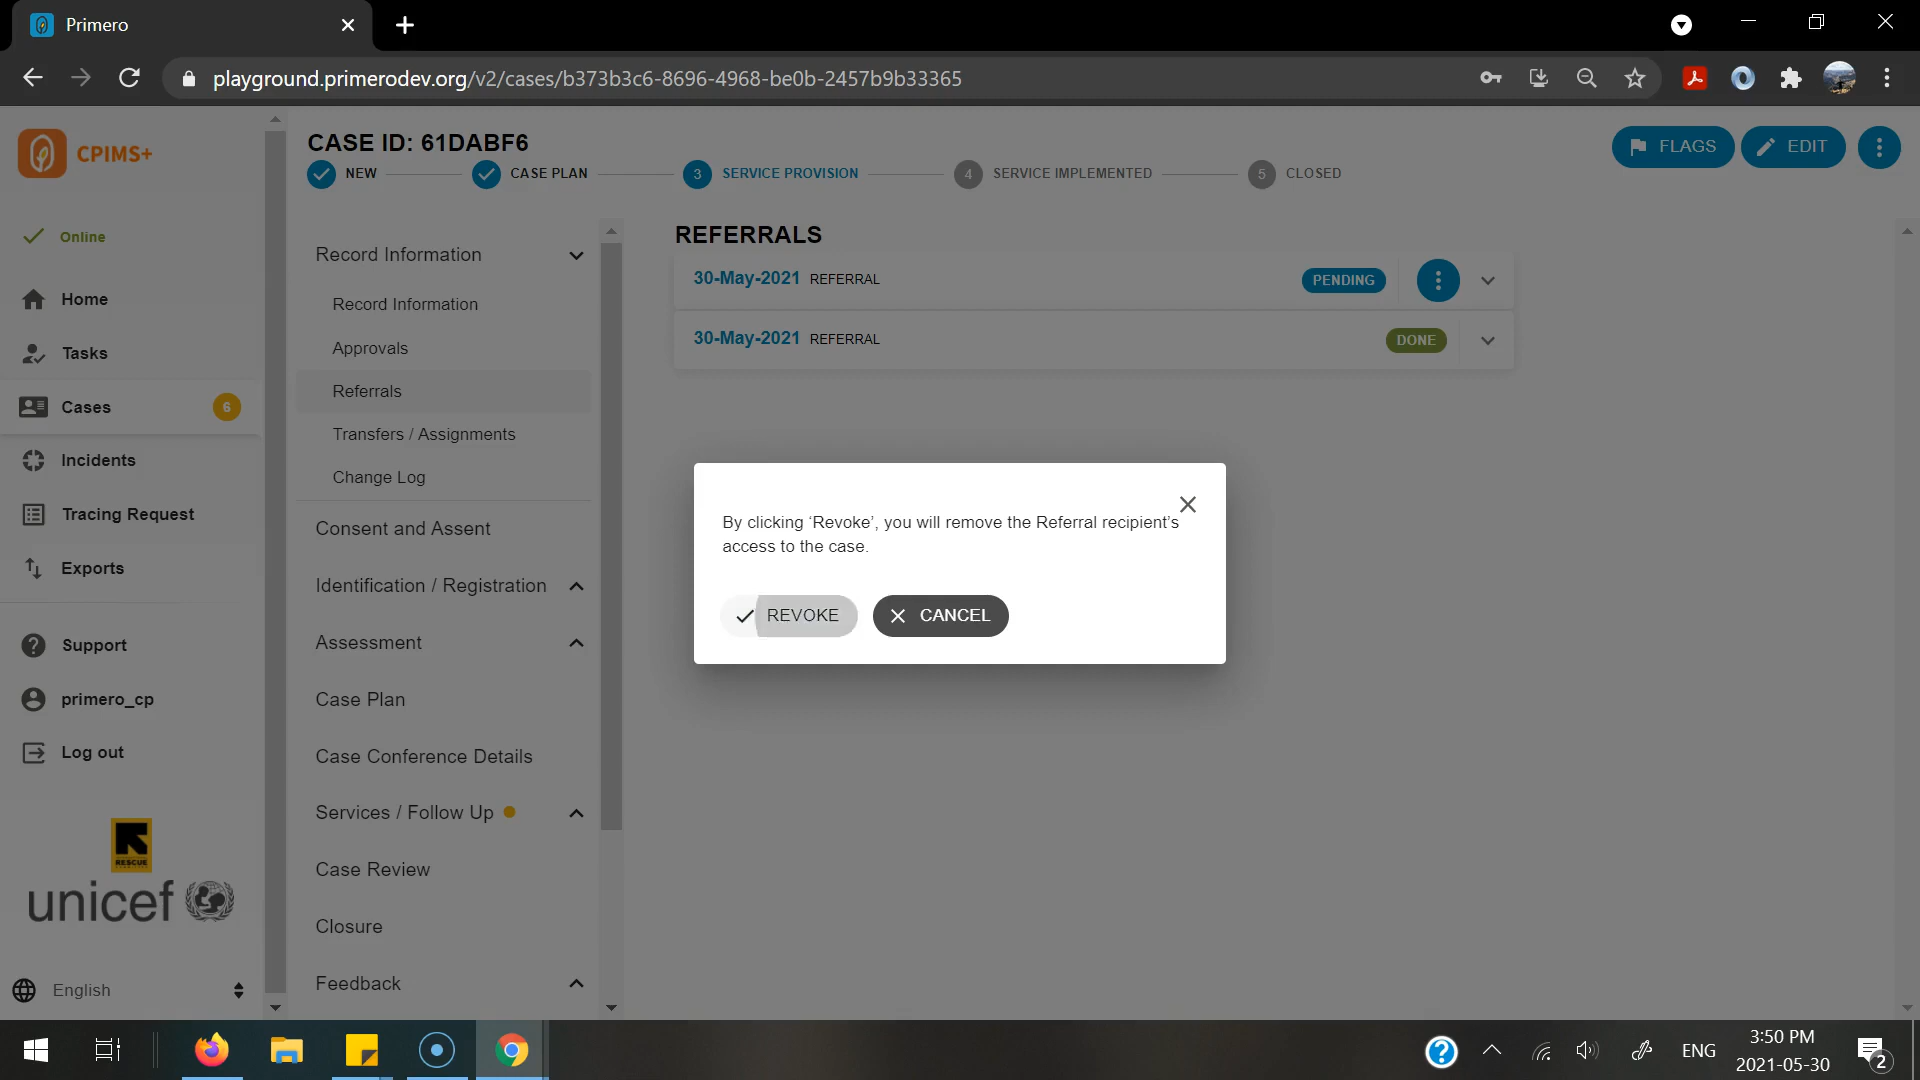 Primero
playground.primerodev.org/v2/cases/b373b3c6-8696-4968-be0b-2457b9b33365
CPIMS+
CASE ID: 61DABF6
FLAGS
EDIT
NEW
CASE PLAN
3 SERVICE PROVISION
4 SERVICE IMPLEMENTED
5 CLOSED
Online
Home
Tasks
Cases 6
Incidents
Tracing Request
Exports
Support
primero_cp
Log out
RESCUE
unicef
English
Record Information
Record Information
Approvals
Referrals
Transfers / Assignments
Change Log
Consent and Assent
Identification / Registration
Assessment
Case Plan
Case Conference Details
Services / Follow Up
Case Review
Closure
Feedback
REFERRALS
30-May-2021 REFERRAL PENDING
30-May-2021 REFERRAL DONE
By clicking ‘Revoke’, you will remove the Referral recipient's
access to the case.
REVOKE
CANCEL
ENG
3:50 PM
2021-05-30
2